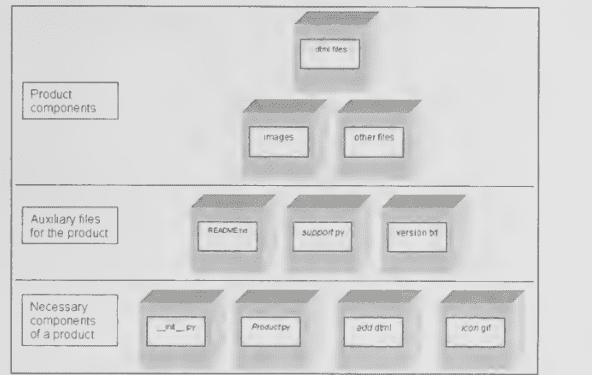 dtml files
Product
components
images
other files
Auxiliary files
for the product
README.txt
support.py
version.txt
Necessary
components
of a product
__init__.py
Product.py
add.dtml
icon.gif